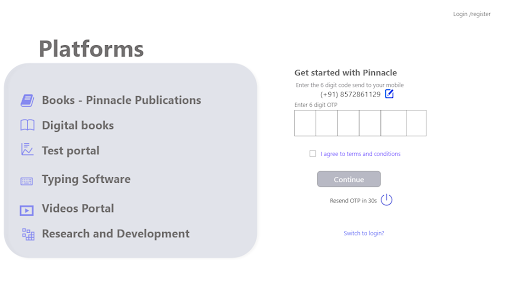 Login /register
Platforms
Books - Pinnacle Publications
Digital books
Test portal
Typing Software
Videos Portal
Research and Development
Get started with Pinnacle
Enter the 6 digit code send to your mobile
(+91) 8572861129
Enter 6 digit OTP
I agree to terms and conditions
Continue
Resend OTP in 30s
Switch to login?